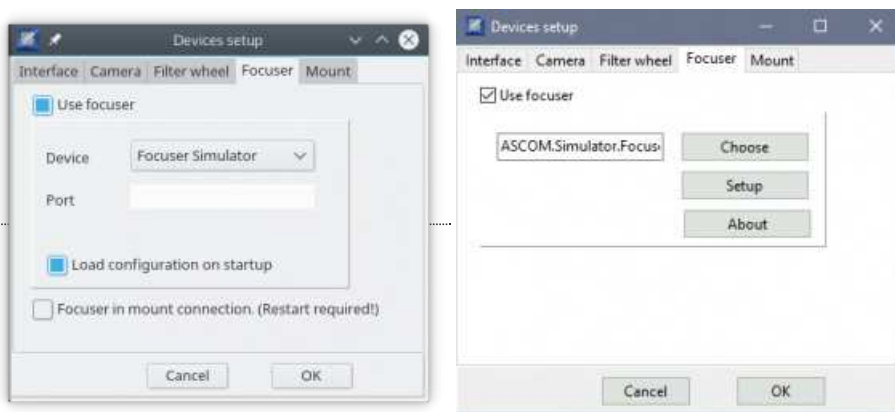 Devices setup
Interface Camera Filter wheel Focuser Mount
Use focuser
Device Focuser Simulator
Port
Load configuration on startup
Focuser in mount connection. (Restart required!)
Cancel OK
Devices setup
Interface Camera Filter wheel Focuser Mount
Use focuser
ASCOM.Simulator.Focus Choose
Setup
About
Cancel OK